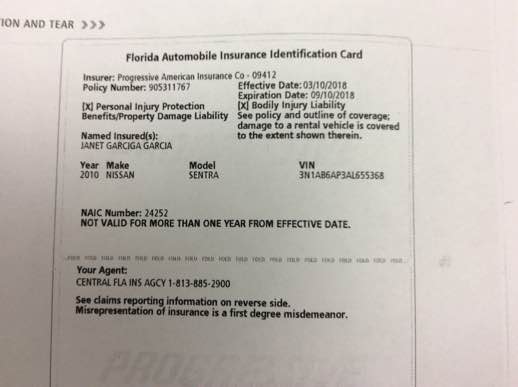 ION AND TEAR >>>
Florida Automobile Insurance Identification Card
Insurer: Progressive American Insurance Co - 09412
Policy Number: 905311767 Effective Date: 03/10/2018
Expiration Date: 09/10/2018
[X] Personal Injury Protection [X] Bodily Injury Liability
Benefits/Property Damage Liability See policy and outline of coverage;
damage to a rental vehicle is covered
Named Insured(s): to the extent shown therein.
JANET GARCIGA GARCIA
Year Make Model VIN
2010 NISSAN SENTRA 3N1AB6AP3AL655368
NAIC Number: 24252
NOT VALID FOR MORE THAN ONE YEAR FROM EFFECTIVE DATE.
FOLD FOLD FOLD FOLD FOLD FOLD FOLD FOLD FOLD FOLD FOLD FOLD FOLD FOLD FOLD FOLD FOLD FOLD
Your Agent:
CENTRAL FLA INS AGCY 1-813-885-2900
See claims reporting information on reverse side.
Misrepresentation of insurance is a first degree misdemeanor.
PROGRESSIVE